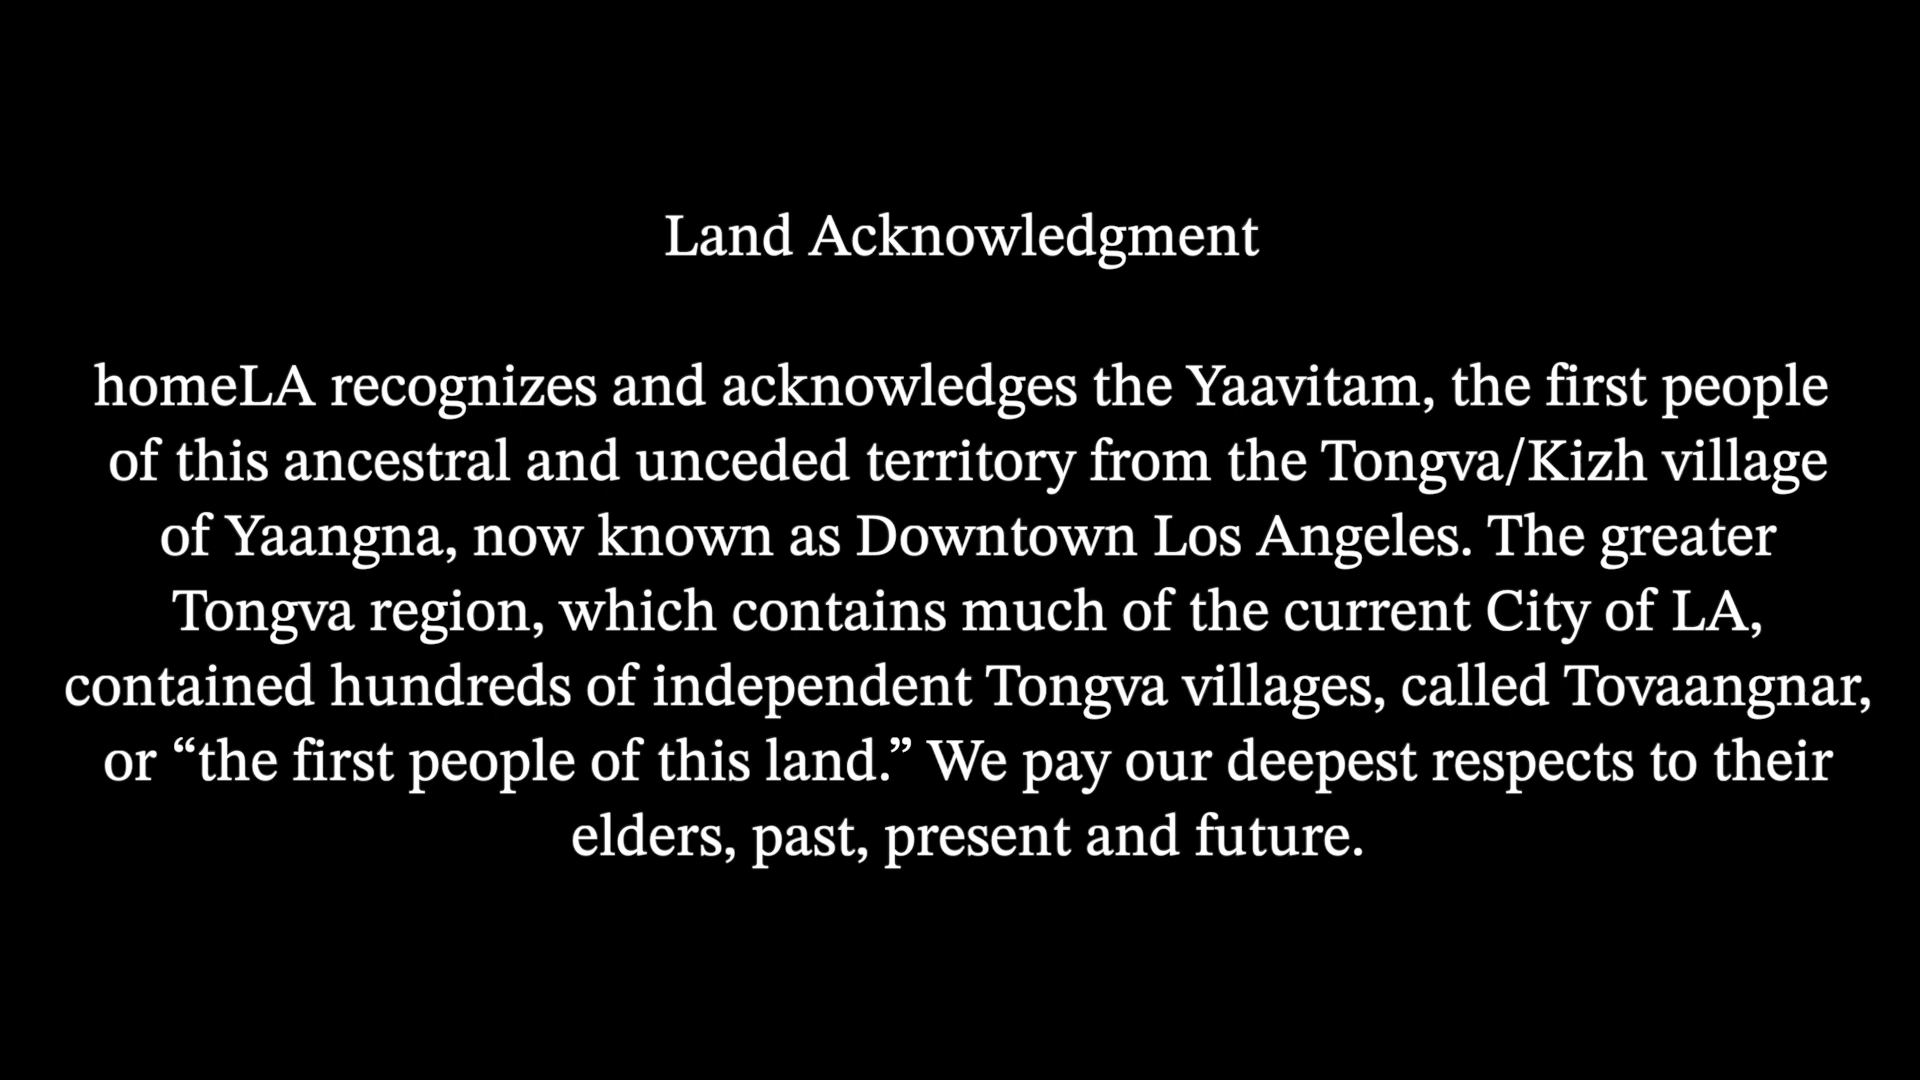 Land Acknowledgment
homeLA recognizes and acknowledges the Yaavitam, the first people
of this ancestral and unceded territory from the Tongva/Kizh village
of Yaangna, now known as Downtown Los Angeles. The greater
Tongva region, which contains much of the current City of LA,
contained hundreds of independent Tongva villages, called Tovaangnar,
or “the first people of this land.” We pay our deepest respects to their
elders, past, present and future.